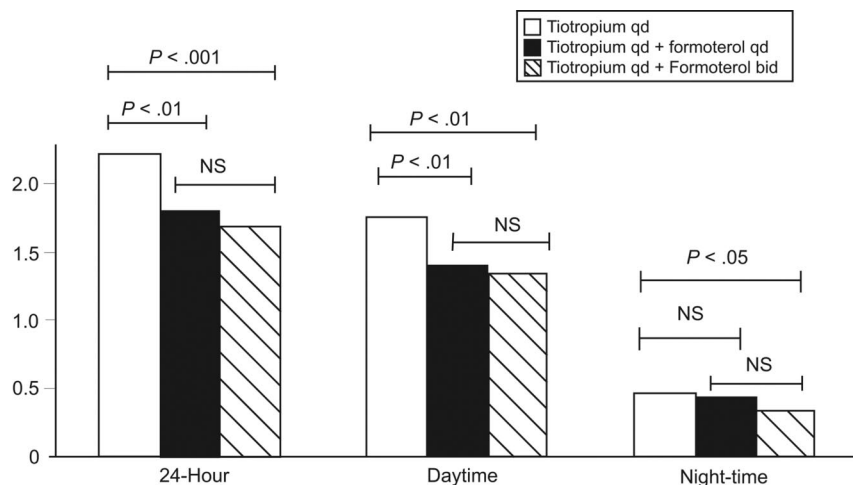 Tiotropium qd
Tiotropium qd + formoterol qd
Tiotropium qd + Formoterol bid
P < .001
P < .01
NS
P < .01
P < .01
NS
P < .05
NS
NS
2.0
1.5
1.0
0.5
0
24-Hour
Daytime
Night-time